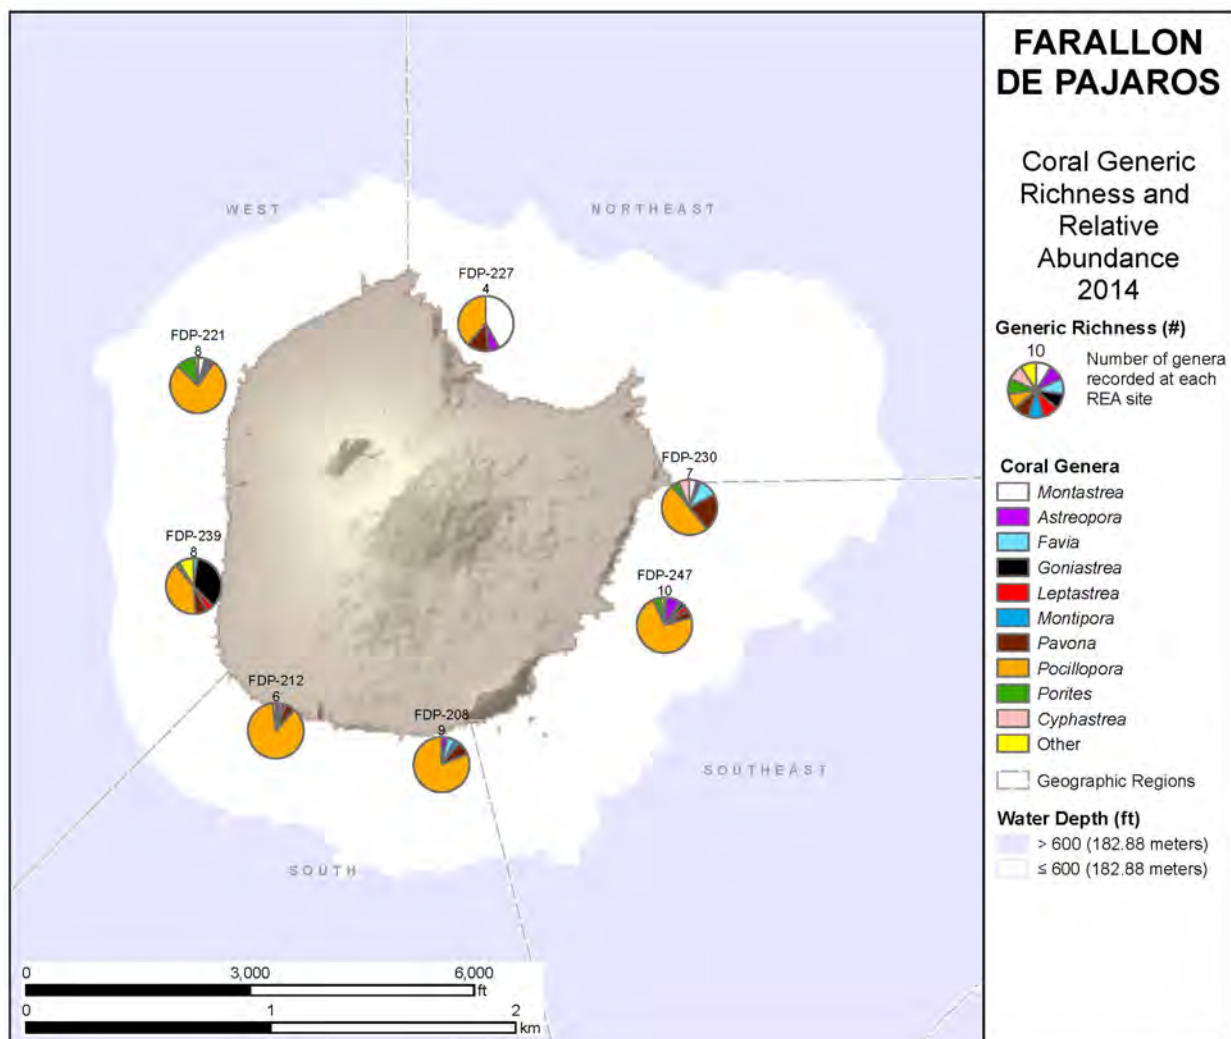 FARALLON
DE PAJAROS
Coral Generic
Richness and
Relative
Abundance
2014
Generic Richness (#)
10
Number of genera
recorded at each
REA site
Coral Genera
Montastrea
Astreopora
Favia
Goniastrea
Leptastrea
Montipora
Pavona
Pocillopora
Porites
Cyphastrea
Other
Geographic Regions
Water Depth (ft)
> 600 (182.88 meters)
≤ 600 (182.88 meters)
WEST
NORTHEAST
FDP-227
4
FDP-221
8
FDP-230
7
FDP-239
8
FDP-247
10
FDP-212
6
FDP-208
9
SOUTHEAST
SOUTH
0 3,000 6,000
ft
0 1 2
km